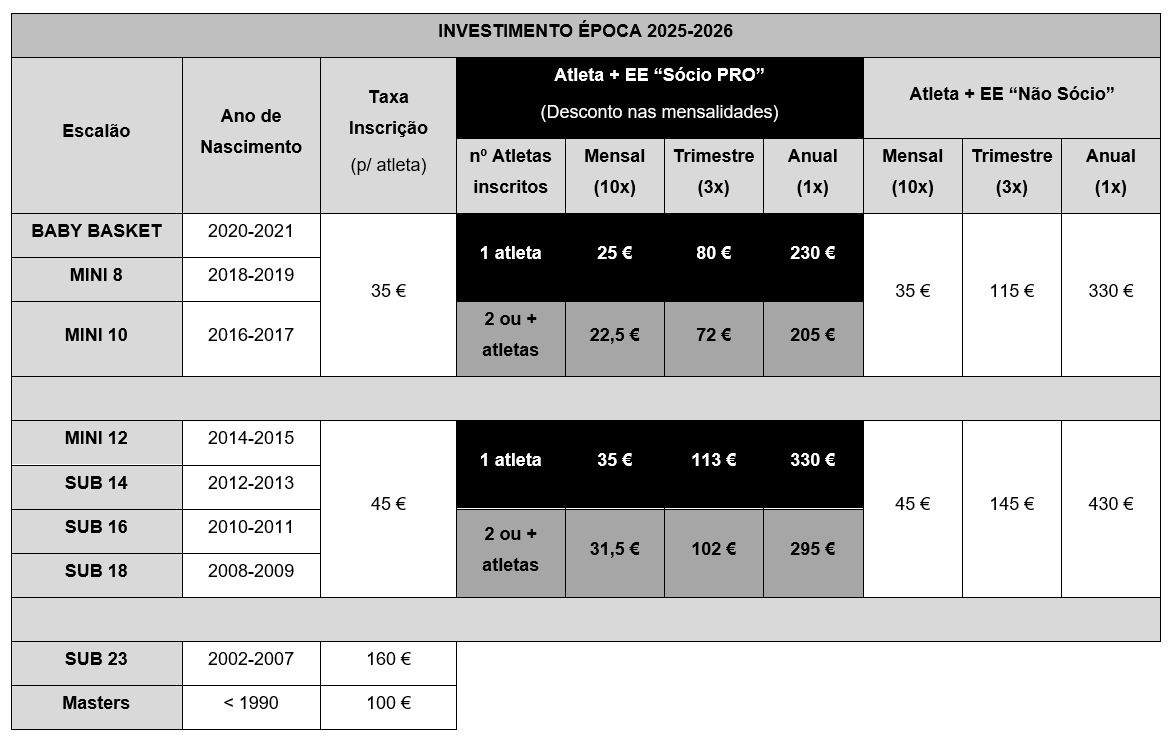 INVESTIMENTO ÉPOCA 2025-2026
Escalão
Ano de
Nascimento
Taxa
Inscrição
(p/ atleta)
Atleta + EE “Sócio PRO”
(Desconto nas mensalidades)
Atleta + EE “Não Sócio”
nº Atletas
inscritos
Mensal
(10x)
Trimestre
(3x)
Anual
(1x)
Mensal
(10x)
Trimestre
(3x)
Anual
(1x)
BABY BASKET
2020-2021
MINI 8
2018-2019
MINI 10
2016-2017
35 €
1 atleta
25 €
80 €
230 €
2 ou +
atletas
22,5 €
72 €
205 €
35 €
115 €
330 €
MINI 12
2014-2015
SUB 14
2012-2013
SUB 16
2010-2011
SUB 18
2008-2009
45 €
1 atleta
35 €
113 €
330 €
2 ou +
atletas
31,5 €
102 €
295 €
45 €
145 €
430 €
SUB 23
2002-2007
160 €
Masters
< 1990
100 €